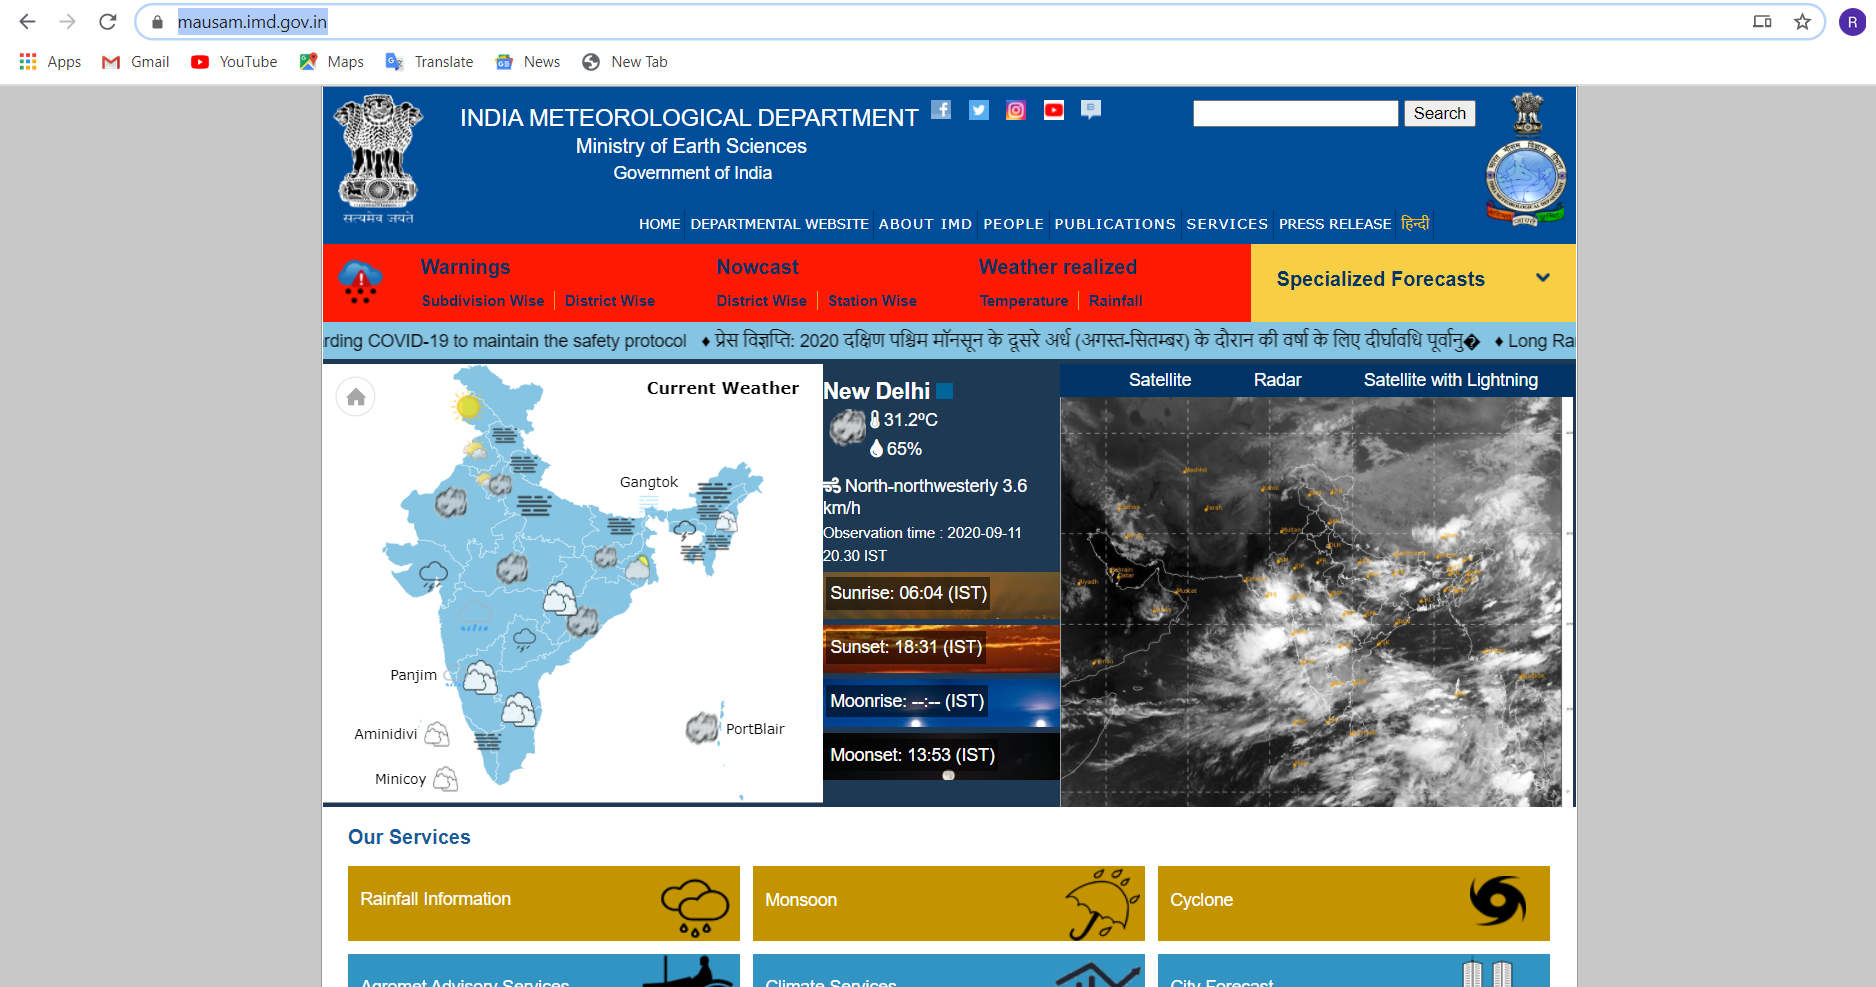 mausam.imd.gov.in
R
Apps
Gmail
YouTube
Maps
Translate
News
New Tab
INDIA METEOROLOGICAL DEPARTMENT
Ministry of Earth Sciences
Government of India
Search
सत्यमेव जयते
HOME
DEPARTMENTAL WEBSITE
ABOUT IMD
PEOPLE
PUBLICATIONS
SERVICES
PRESS RELEASE
हिन्दी
Warnings
Subdivision Wise
District Wise
Nowcast
District Wise
Station Wise
Weather realized
Temperature
Rainfall
Specialized Forecasts
rding COVID-19 to maintain the safety protocol ♦ प्रेस विज्ञप्ति: 2020 दक्षिण पश्चिम मॉनसून के दूसरे अर्ध (अगस्त-सितम्बर) के दौरान की वर्षा के लिए दीर्घावधि पूर्वानु� ♦ Long Ra
Current Weather
Gangtok
Panjim
Aminidivi
Minicoy
PortBlair
New Delhi
31.2ºC
65%
North-northwesterly 3.6
km/h
Observation time : 2020-09-11
20.30 IST
Sunrise: 06:04 (IST)
Sunset: 18:31 (IST)
Moonrise: --:-- (IST)
Moonset: 13:53 (IST)
Satellite
Radar
Satellite with Lightning
Our Services
Rainfall Information
Monsoon
Cyclone
Agromet Advisory Services
Climate Services
City Forecast